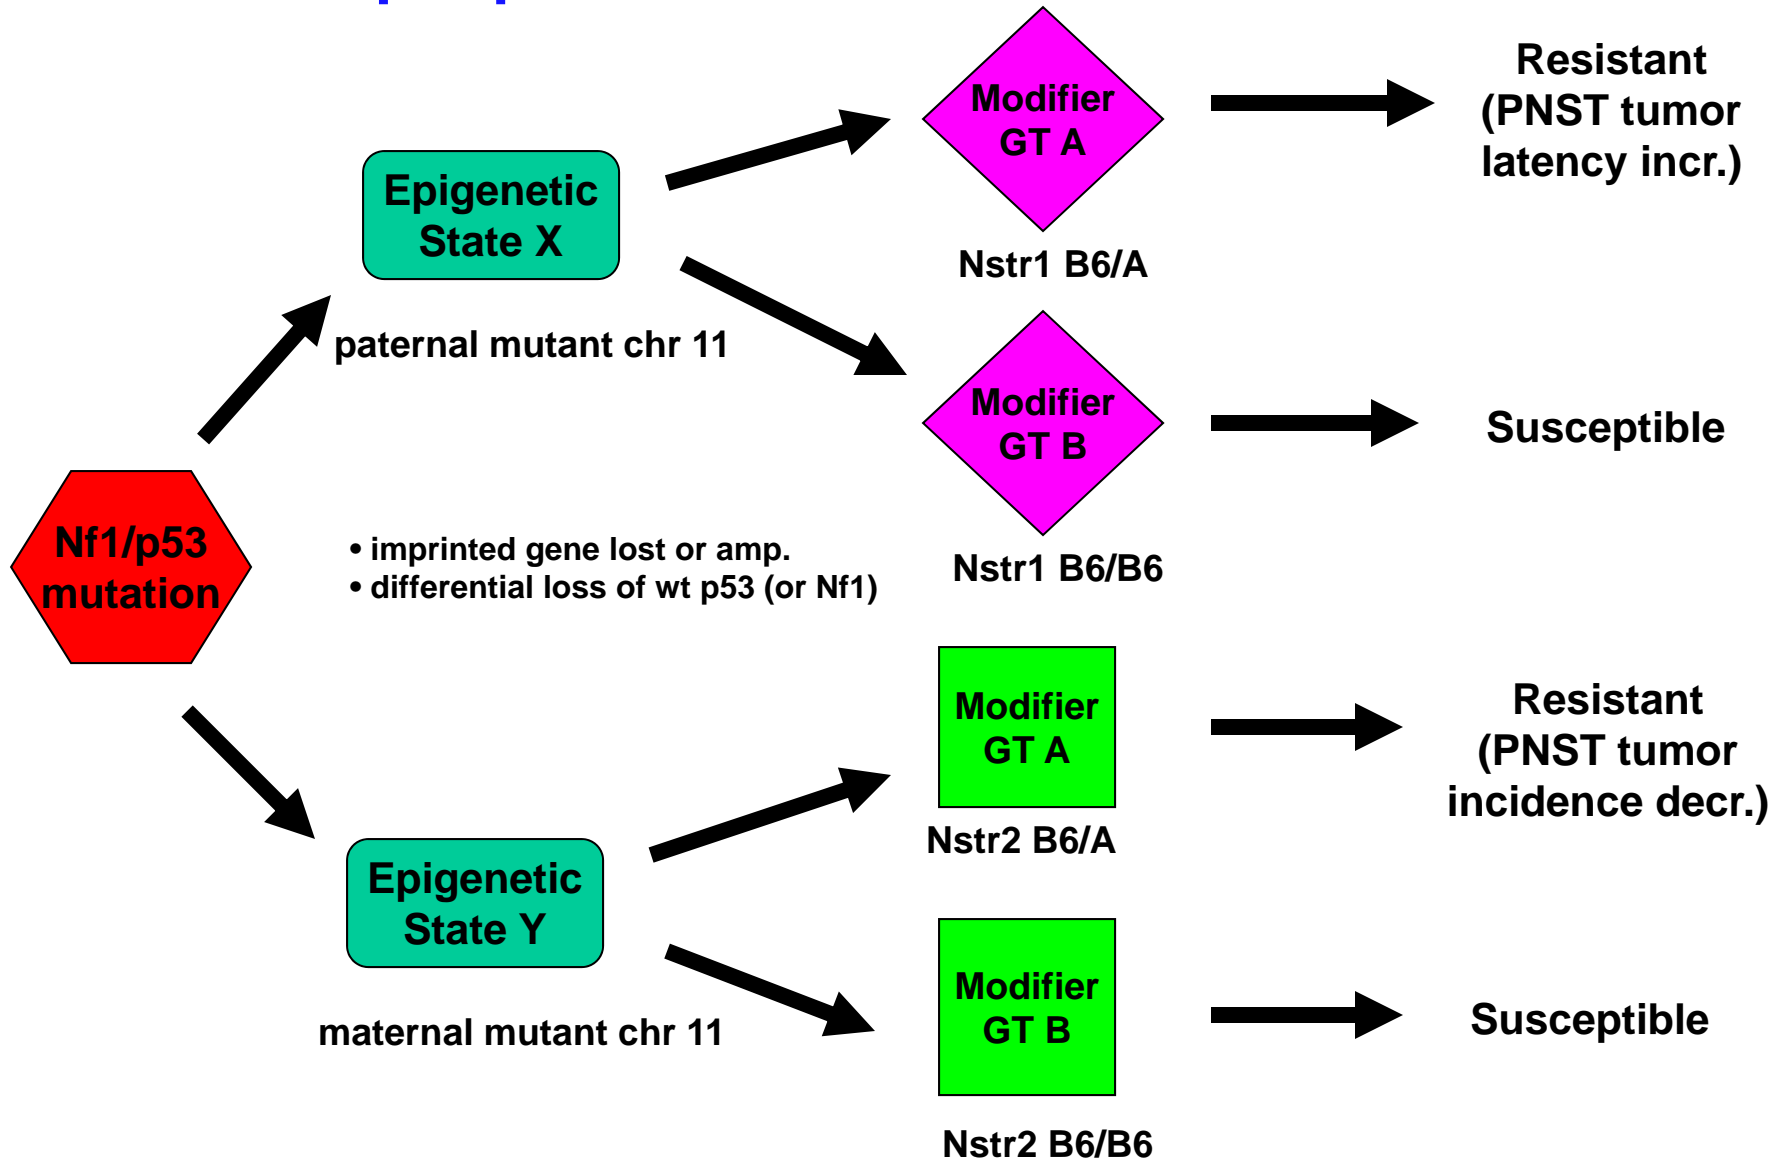 Modifier
GT A
Nstr1 B6/A
Resistant
(PNST tumor
latency incr.)
Epigenetic
State X
paternal mutant chr 11
Modifier
GT B
Nstr1 B6/B6
Susceptible
Nf1/p53
mutation
• imprinted gene lost or amp.
• differential loss of wt p53 (or Nf1)
Modifier
GT A
Nstr2 B6/A
Resistant
(PNST tumor
incidence decr.)
Epigenetic
State Y
maternal mutant chr 11
Modifier
GT B
Nstr2 B6/B6
Susceptible